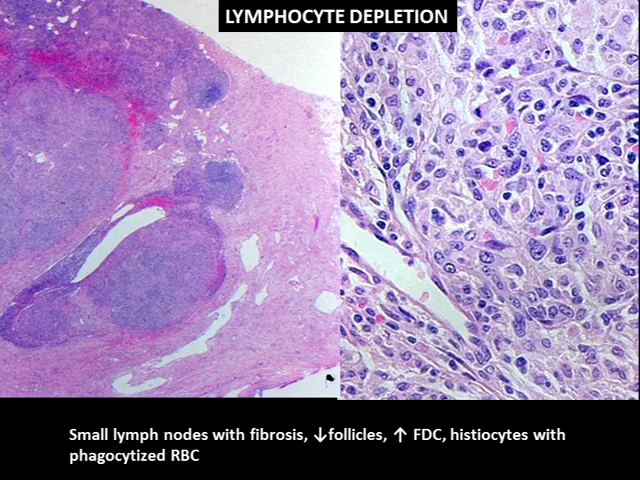 LYMPHOCYTE DEPLETION
Small lymph nodes with fibrosis, ↓follicles, ↑ FDC, histiocytes with
phagocytized RBC